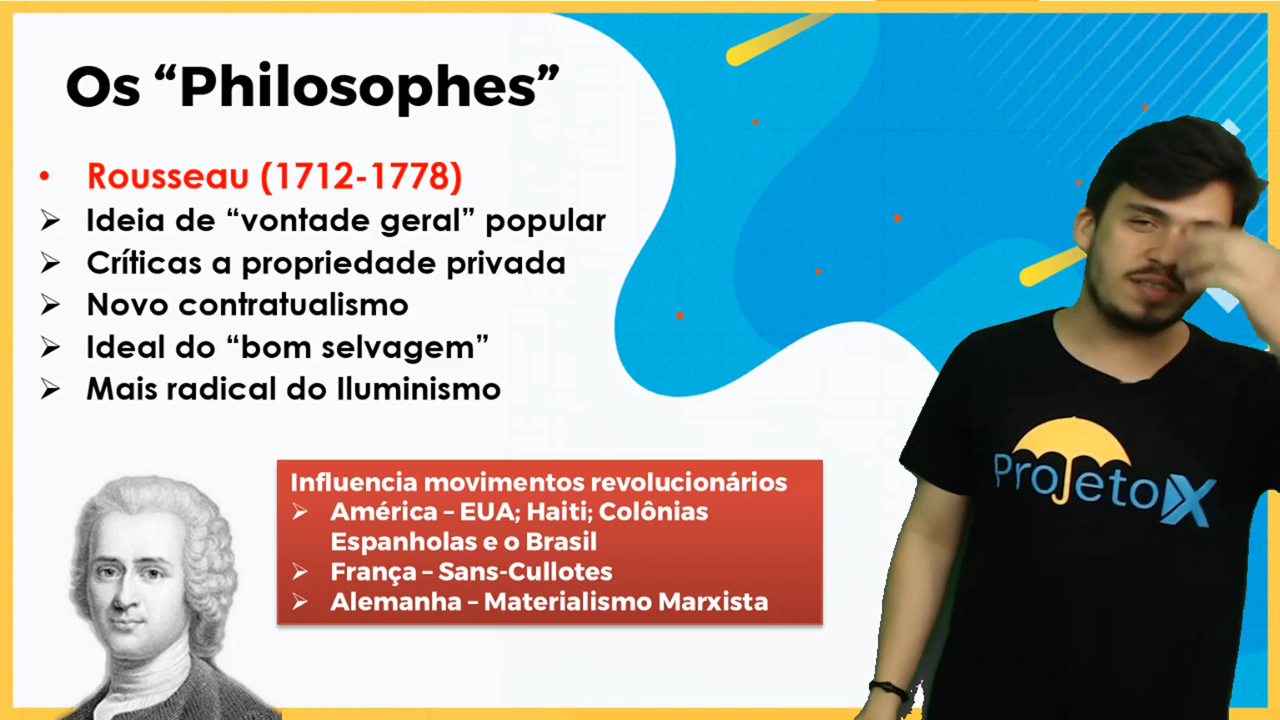 Os “Philosophes”
• Rousseau (1712-1778)
➢ Ideia de “vontade geral” popular
➢ Críticas a propriedade privada
➢ Novo contratualismo
➢ Ideal do “bom selvagem”
➢ Mais radical do Iluminismo
Influencia movimentos revolucionários
➢ América – EUA; Haiti; Colônias
Espanholas e o Brasil
➢ França – Sans-Cullotes
➢ Alemanha – Materialismo Marxista
ProjetoX